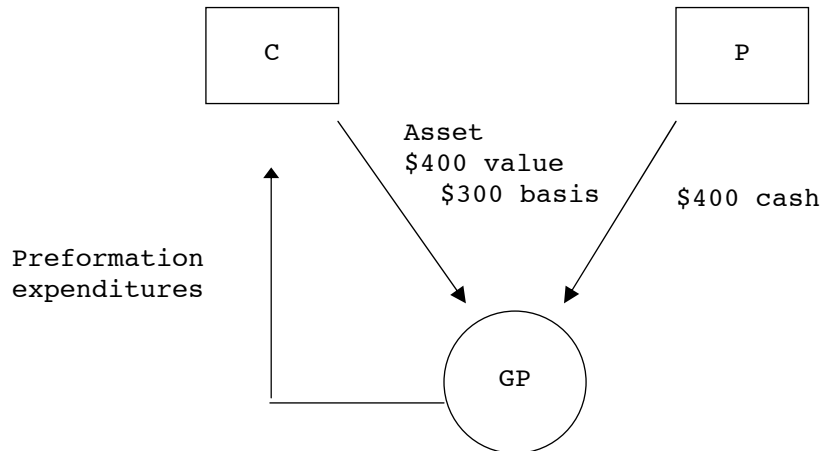 C
P
Asset
$400 value
$300 basis
$400 cash
Preformation
expenditures
GP